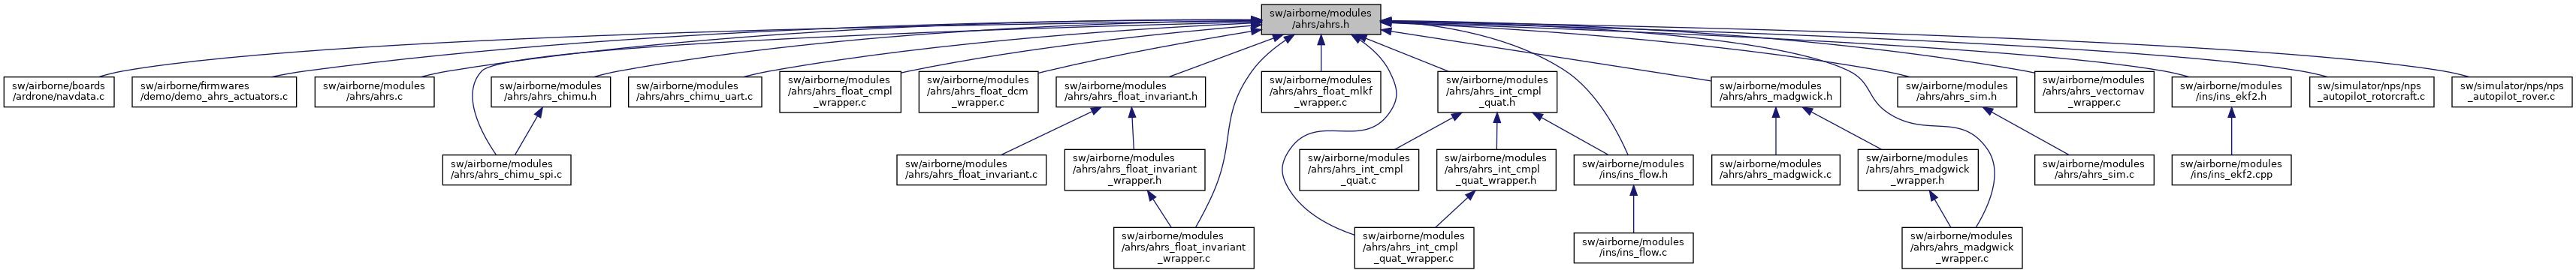 sw/airborne/modules
/ahrs/ahrs.h
sw/airborne/boards
/ardrone/navdata.c
sw/airborne/firmwares
/demo/demo_ahrs_actuators.c
sw/airborne/modules
/ahrs/ahrs.c
sw/airborne/modules
/ahrs/ahrs_chimu.h
sw/airborne/modules
/ahrs/ahrs_chimu_uart.c
sw/airborne/modules
/ahrs/ahrs_float_cmpl
_wrapper.c
sw/airborne/modules
/ahrs/ahrs_float_dcm
_wrapper.c
sw/airborne/modules
/ahrs/ahrs_float_invariant.h
sw/airborne/modules
/ahrs/ahrs_float_mlkf
_wrapper.c
sw/airborne/modules
/ahrs/ahrs_int_cmpl
_quat.h
sw/airborne/modules
/ahrs/ahrs_madgwick.h
sw/airborne/modules
/ahrs/ahrs_sim.h
sw/airborne/modules
/ahrs/ahrs_vectornav
_wrapper.c
sw/airborne/modules
/ins/ins_ekf2.h
sw/simulator/nps/nps
_autopilot_rotorcraft.c
sw/simulator/nps/nps
_autopilot_rover.c
sw/airborne/modules
/ahrs/ahrs_chimu_spi.c
sw/airborne/modules
/ahrs/ahrs_float_invariant.c
sw/airborne/modules
/ahrs/ahrs_float_invariant
_wrapper.h
sw/airborne/modules
/ahrs/ahrs_int_cmpl
_quat.c
sw/airborne/modules
/ahrs/ahrs_int_cmpl
_quat_wrapper.h
sw/airborne/modules
/ins/ins_flow.h
sw/airborne/modules
/ahrs/ahrs_madgwick.c
sw/airborne/modules
/ahrs/ahrs_madgwick
_wrapper.h
sw/airborne/modules
/ahrs/ahrs_sim.c
sw/airborne/modules
/ins/ins_ekf2.cpp
sw/airborne/modules
/ahrs/ahrs_float_invariant
_wrapper.c
sw/airborne/modules
/ahrs/ahrs_int_cmpl
_quat_wrapper.c
sw/airborne/modules
/ins/ins_flow.c
sw/airborne/modules
/ahrs/ahrs_madgwick
_wrapper.c